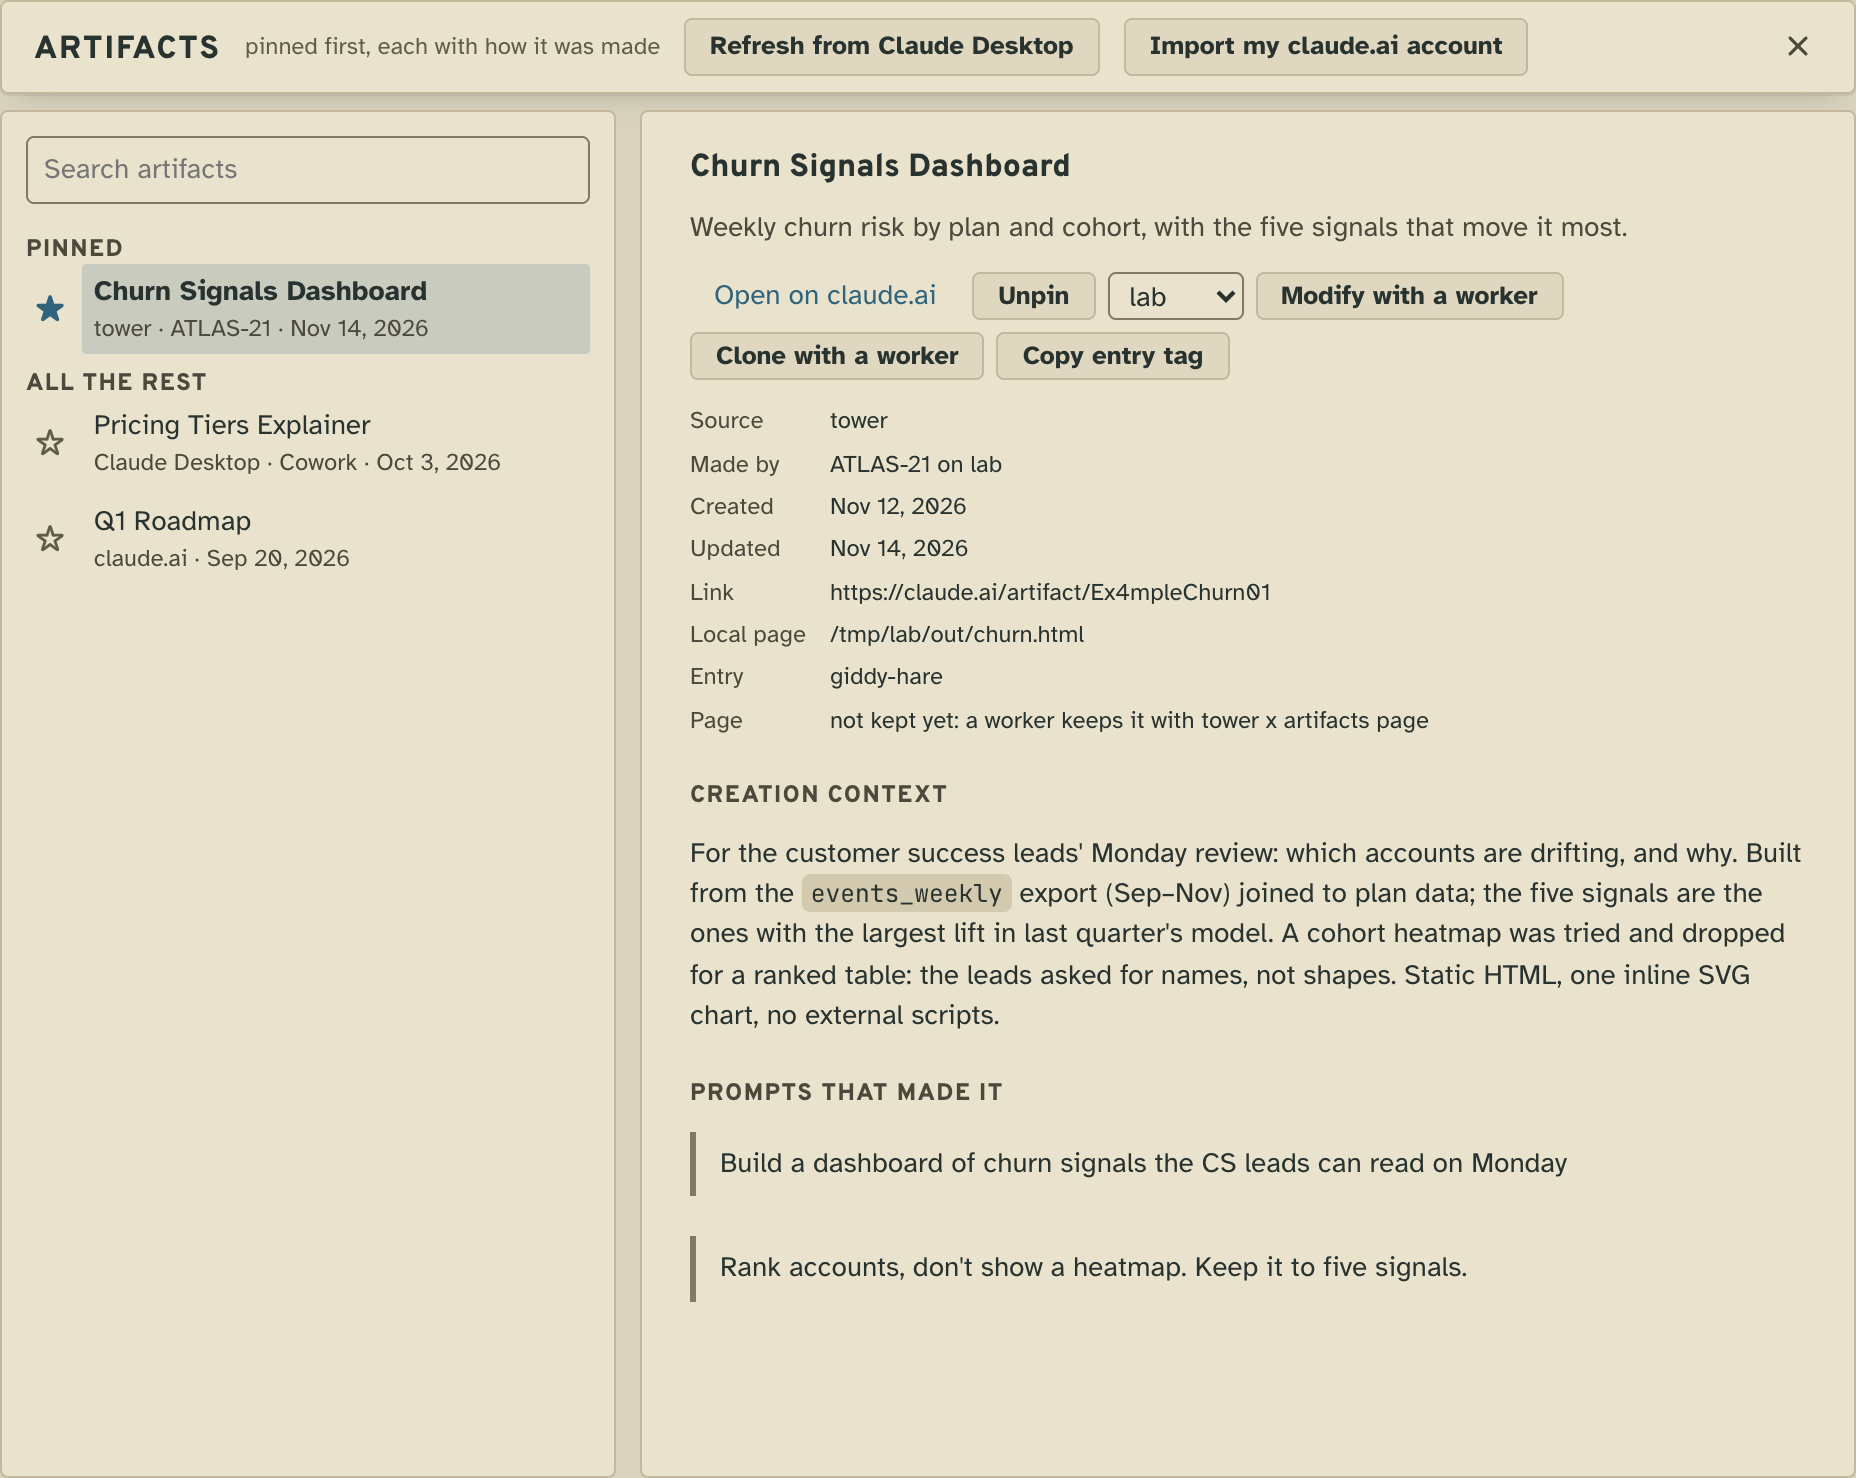 ARTIFACTS
pinned first, each with how it was made
Refresh from Claude Desktop
Import my claude.ai account
Search artifacts
PINNED
Churn Signals Dashboard
tower · ATLAS-21 · Nov 14, 2026
ALL THE REST
Pricing Tiers Explainer
Claude Desktop · Cowork · Oct 3, 2026
Q1 Roadmap
claude.ai · Sep 20, 2026
Churn Signals Dashboard
Weekly churn risk by plan and cohort, with the five signals that move it most.
Open on claude.ai
Unpin
lab
Modify with a worker
Clone with a worker
Copy entry tag
Source tower
Made by ATLAS-21 on lab
Created Nov 12, 2026
Updated Nov 14, 2026
Link https://claude.ai/artifact/Ex4mpleChurn01
Local page /tmp/lab/out/churn.html
Entry giddy-hare
Page not kept yet: a worker keeps it with tower x artifacts page
CREATION CONTEXT
For the customer success leads' Monday review: which accounts are drifting, and why. Built
from the events_weekly export (Sep–Nov) joined to plan data; the five signals are the
ones with the largest lift in last quarter's model. A cohort heatmap was tried and dropped
for a ranked table: the leads asked for names, not shapes. Static HTML, one inline SVG
chart, no external scripts.
PROMPTS THAT MADE IT
Build a dashboard of churn signals the CS leads can read on Monday
Rank accounts, don't show a heatmap. Keep it to five signals.